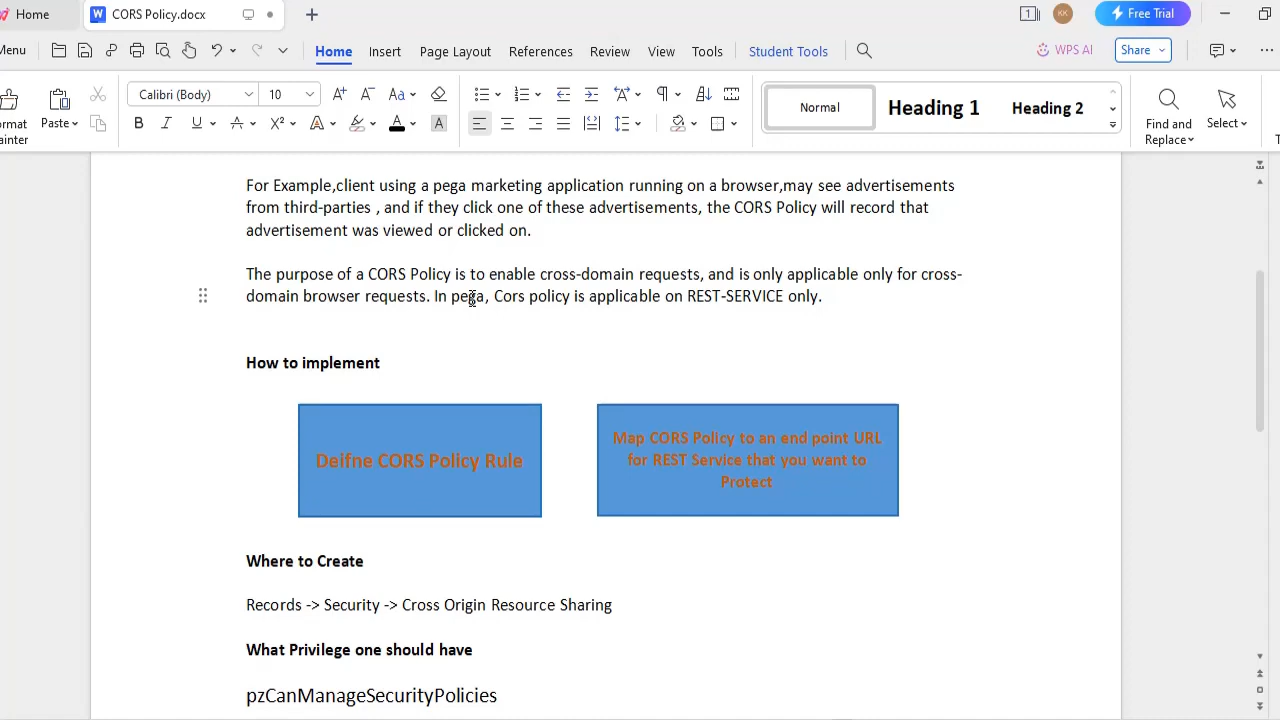 Home
CORS Policy.docx
1
KK
Free Trial
Menu
Home
Insert
Page Layout
References
Review
View
Tools
Student Tools
WPS AI
Share
Calibri (Body)
10
Normal
Heading 1
Heading 2
Paste
Find and
Replace
Select
For Example,client using a pega marketing application running on a browser,may see advertisements
from third-parties , and if they click one of these advertisements, the CORS Policy will record that
advertisement was viewed or clicked on.
The purpose of a CORS Policy is to enable cross-domain requests, and is only applicable only for cross-
domain browser requests. In pega, Cors policy is applicable on REST-SERVICE only.
How to implement
Deifne CORS Policy Rule
Map CORS Policy to an end point URL
for REST Service that you want to
Protect
Where to Create
Records -> Security -> Cross Origin Resource Sharing
What Privilege one should have
pzCanManageSecurityPolicies